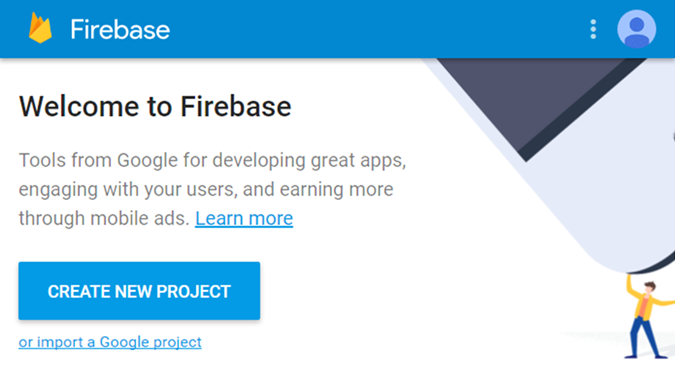 Firebase
Welcome to Firebase
Tools from Google for developing great apps,
engaging with your users, and earning more
through mobile ads. Learn more
CREATE NEW PROJECT
or import a Google project